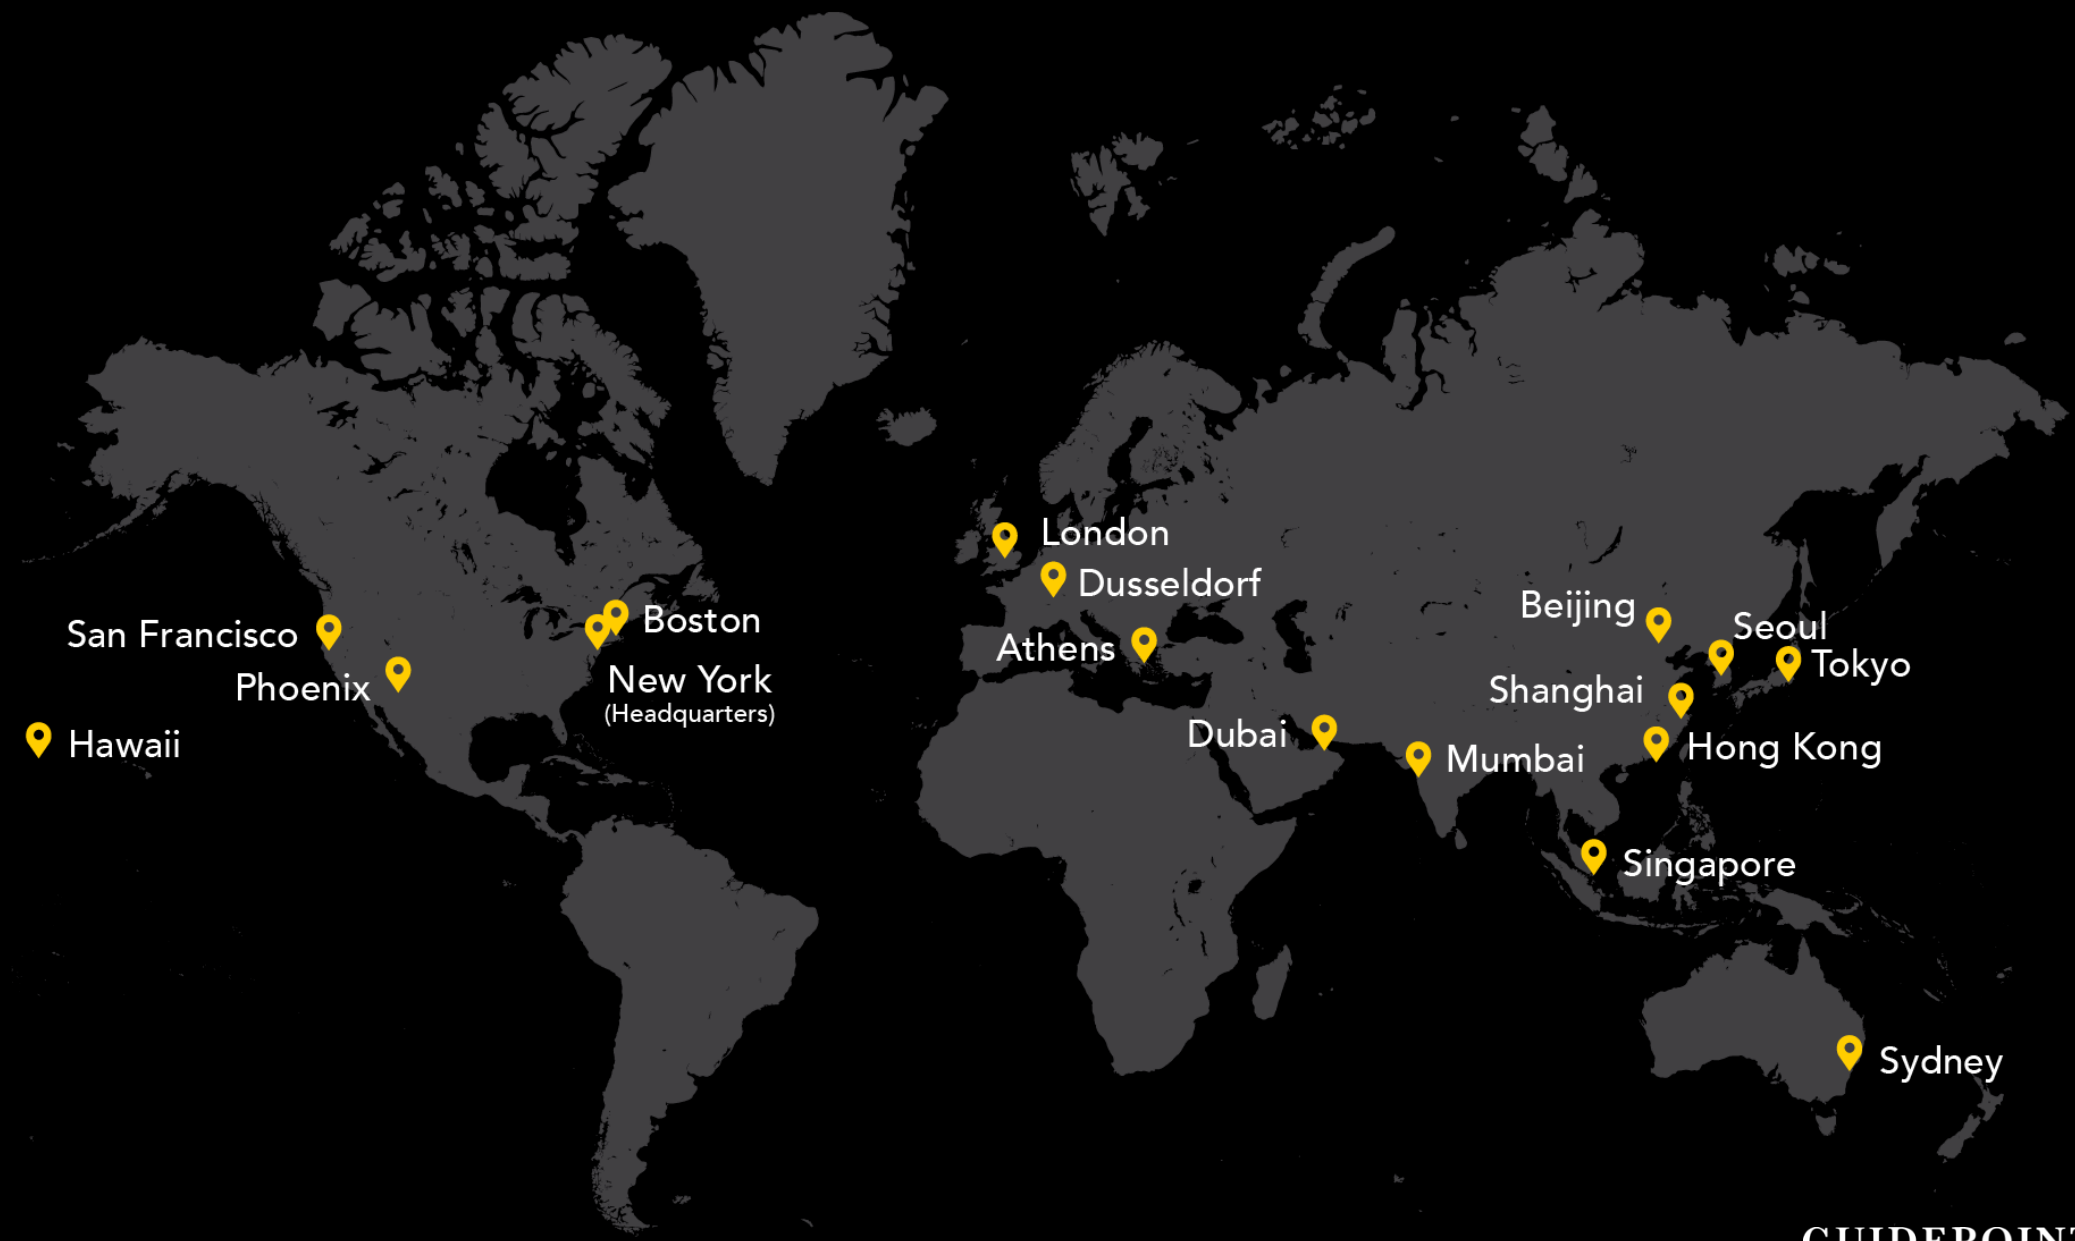 London
Dusseldorf
Beijing
Boston
Seoul
San Francisco
Athens
Tokyo
New York
(Headquarters)
Phoenix
Shanghai
Dubai
Hawaii
Hong Kong
Mumbai
Singapore
Sydney
GUIDEPOINT